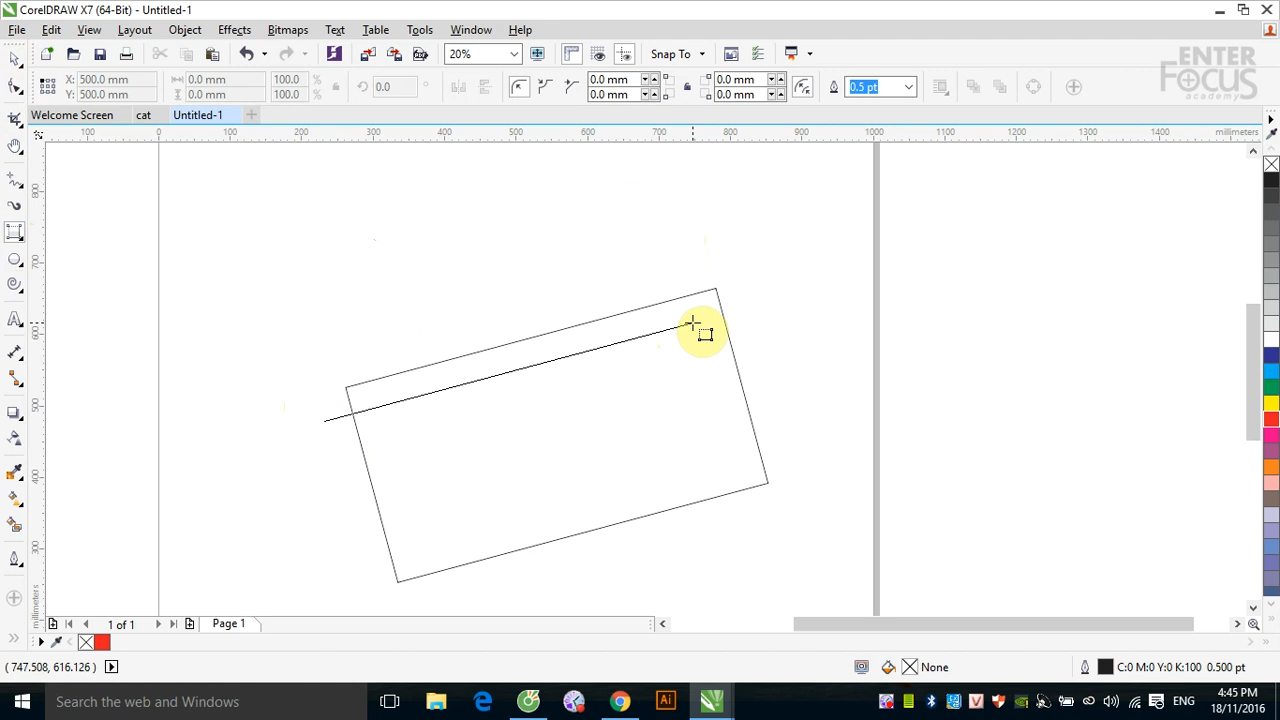 CorelDRAW X7 (64-Bit) - Untitled-1
File Edit View Layout Object Effects Bitmaps Text Table Tools Window Help
20% Snap To
ENTER
FOCUS
academy
X: 500.0 mm 0.0 mm 100.0 % 0.0 ° 0.0 mm 0.0 mm 0.5 pt
Y: 500.0 mm 0.0 mm 100.0 % 0.0 mm 0.0 mm
Welcome Screen cat Untitled-1
100 0 100 200 300 400 500 600 700 800 900 1000 1100 1200 1300 1400 millimeters
800
700
600
500
400
300
millimeters
1 of 1 Page 1
(747.508, 616.126) None C:0 M:0 Y:0 K:100 0.500 pt
Search the web and Windows Ai ENG 4:45 PM
18/11/2016